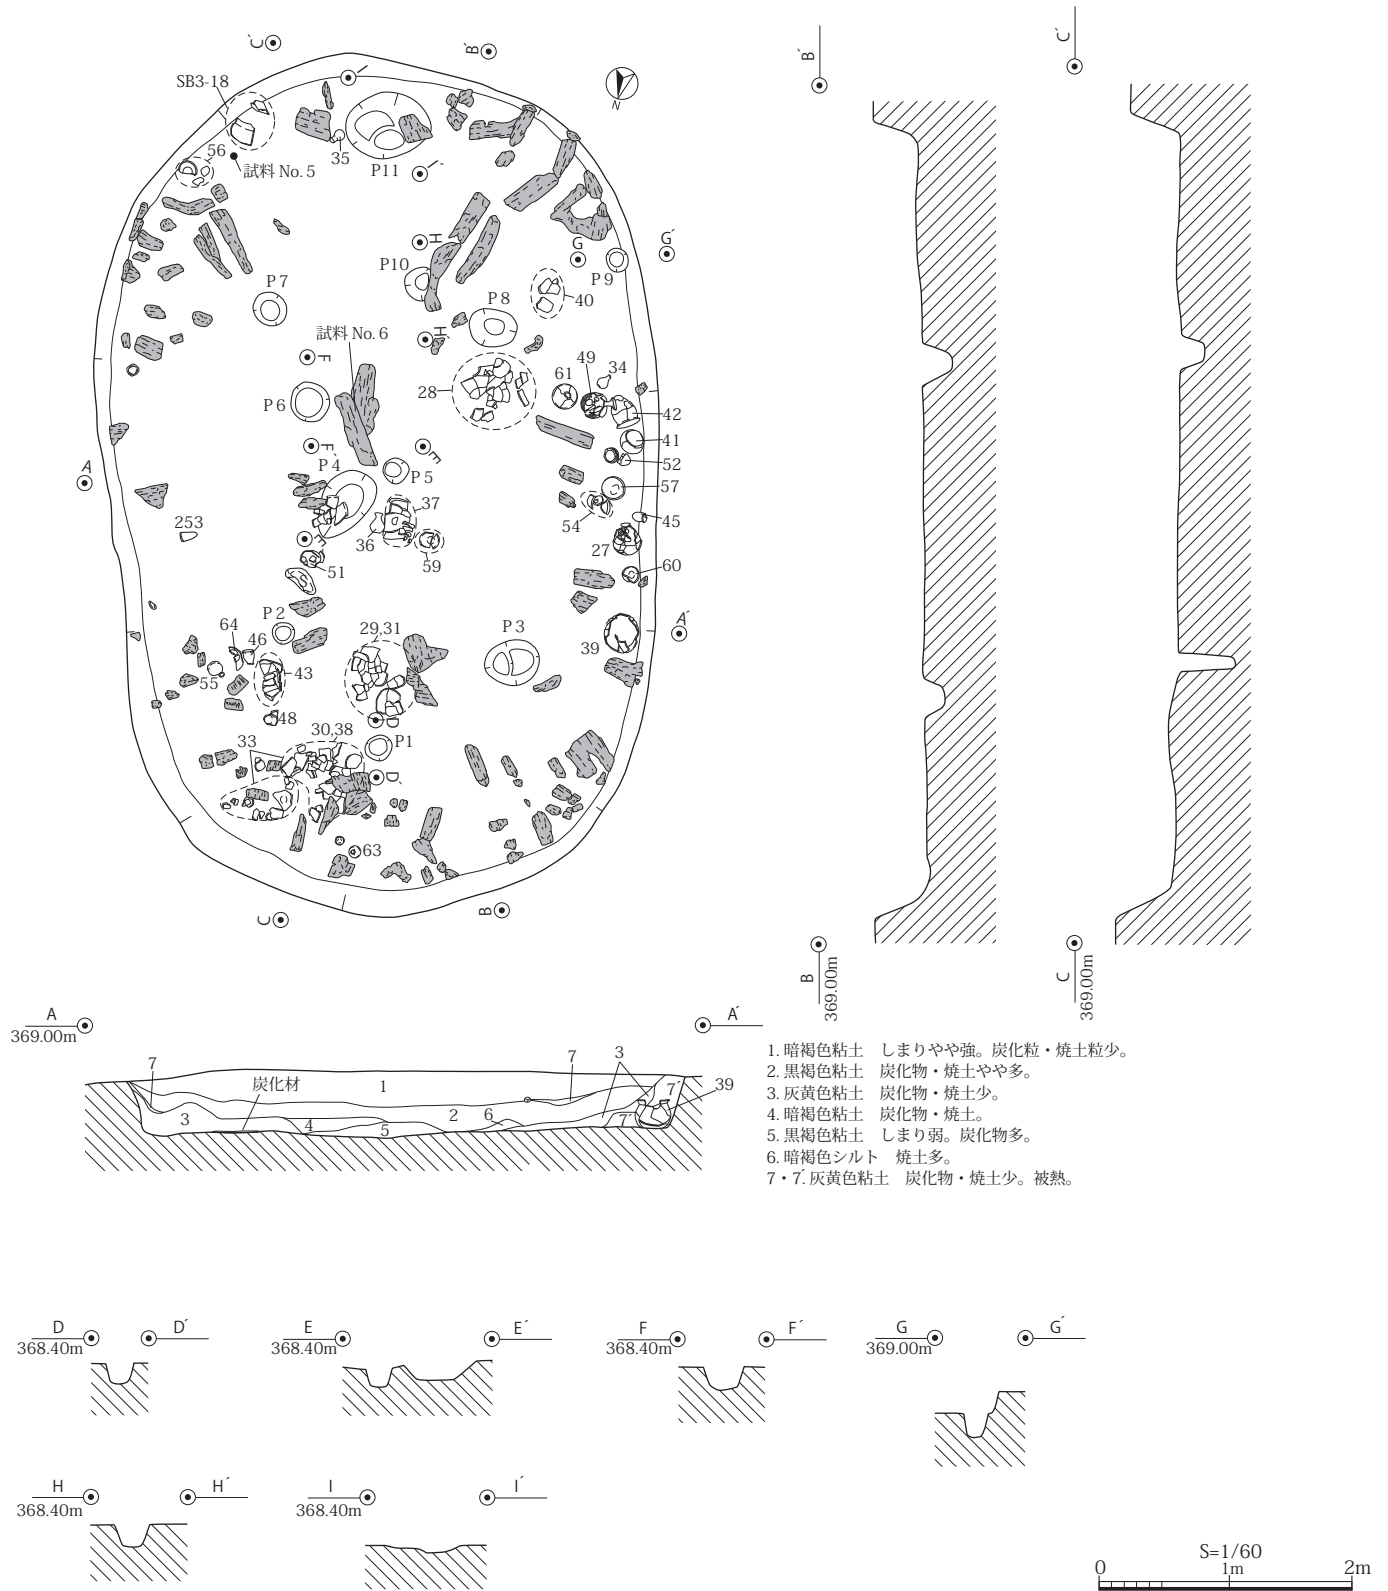 C´
B´
SB3-18
I
N
56
試料 No. 5
35
P11
I´
H
G
G´
P10
P9
P7
P8
40
H´
試料 No. 6
F
49
34
61
28
P6
42
41
F´
E
52
A
P4
P5
57
37
253
54
45
36
27
E´
59
51
60
P2
64
46
29,31
P3
A´
39
43
55
48
D
30,38
33
P1
D´
63
C
B
B´
C´
B
369.00m
C
369.00m
A
369.00m
A´
7
炭化材
1
7
3
7´
39
3
4
5
2
6
7´
1. 暗褐色粘土　しまりやや強。炭化粒・焼土粒少。
2. 黒褐色粘土　炭化物・焼土やや多。
3. 灰黄色粘土　炭化物・焼土少。
4. 暗褐色粘土　炭化物・焼土。
5. 黒褐色粘土　しまり弱。炭化物多。
6. 暗褐色シルト　焼土多。
7・7´. 灰黄色粘土　炭化物・焼土少。被熱。
D
368.40m
D´
E
368.40m
E´
F
368.40m
F´
G
369.00m
G´
H
368.40m
H´
I
368.40m
I´
S=1/60
0
1m
2m